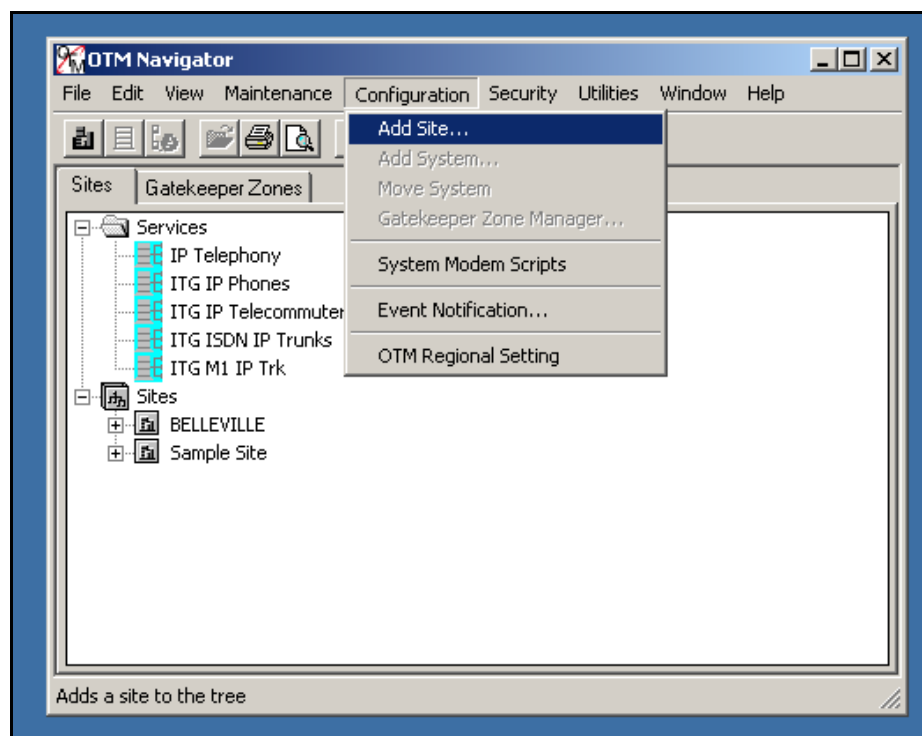 OTM Navigator
File Edit View Maintenance Configuration Security Utilities Window Help
Add Site...
Add System...
Move System
Gatekeeper Zone Manager...
System Modem Scripts
Event Notification...
OTM Regional Setting
Sites Gatekeeper Zones
Services
IP Telephony
ITG IP Phones
ITG IP Telecommuter
ITG ISDN IP Trunks
ITG M1 IP Trk
Sites
BELLEVILLE
Sample Site
Adds a site to the tree